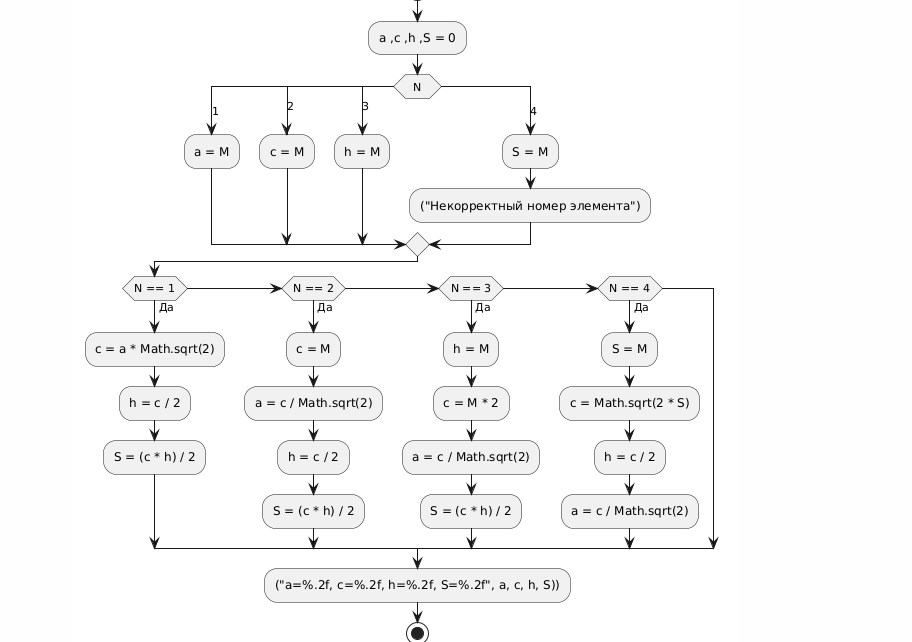 a ,c ,h ,S = 0
N
1
2
3
4
a = M
c = M
h = M
S = M
("Некорректный номер элемента")
N == 1
N == 2
N == 3
N == 4
Да
Да
Да
Да
c = a * Math.sqrt(2)
c = M
h = M
S = M
h = c / 2
a = c / Math.sqrt(2)
c = M * 2
c = Math.sqrt(2 * S)
S = (c * h) / 2
h = c / 2
a = c / Math.sqrt(2)
h = c / 2
S = (c * h) / 2
S = (c * h) / 2
a = c / Math.sqrt(2)
("a=%.2f, c=%.2f, h=%.2f, S=%.2f", a, c, h, S))